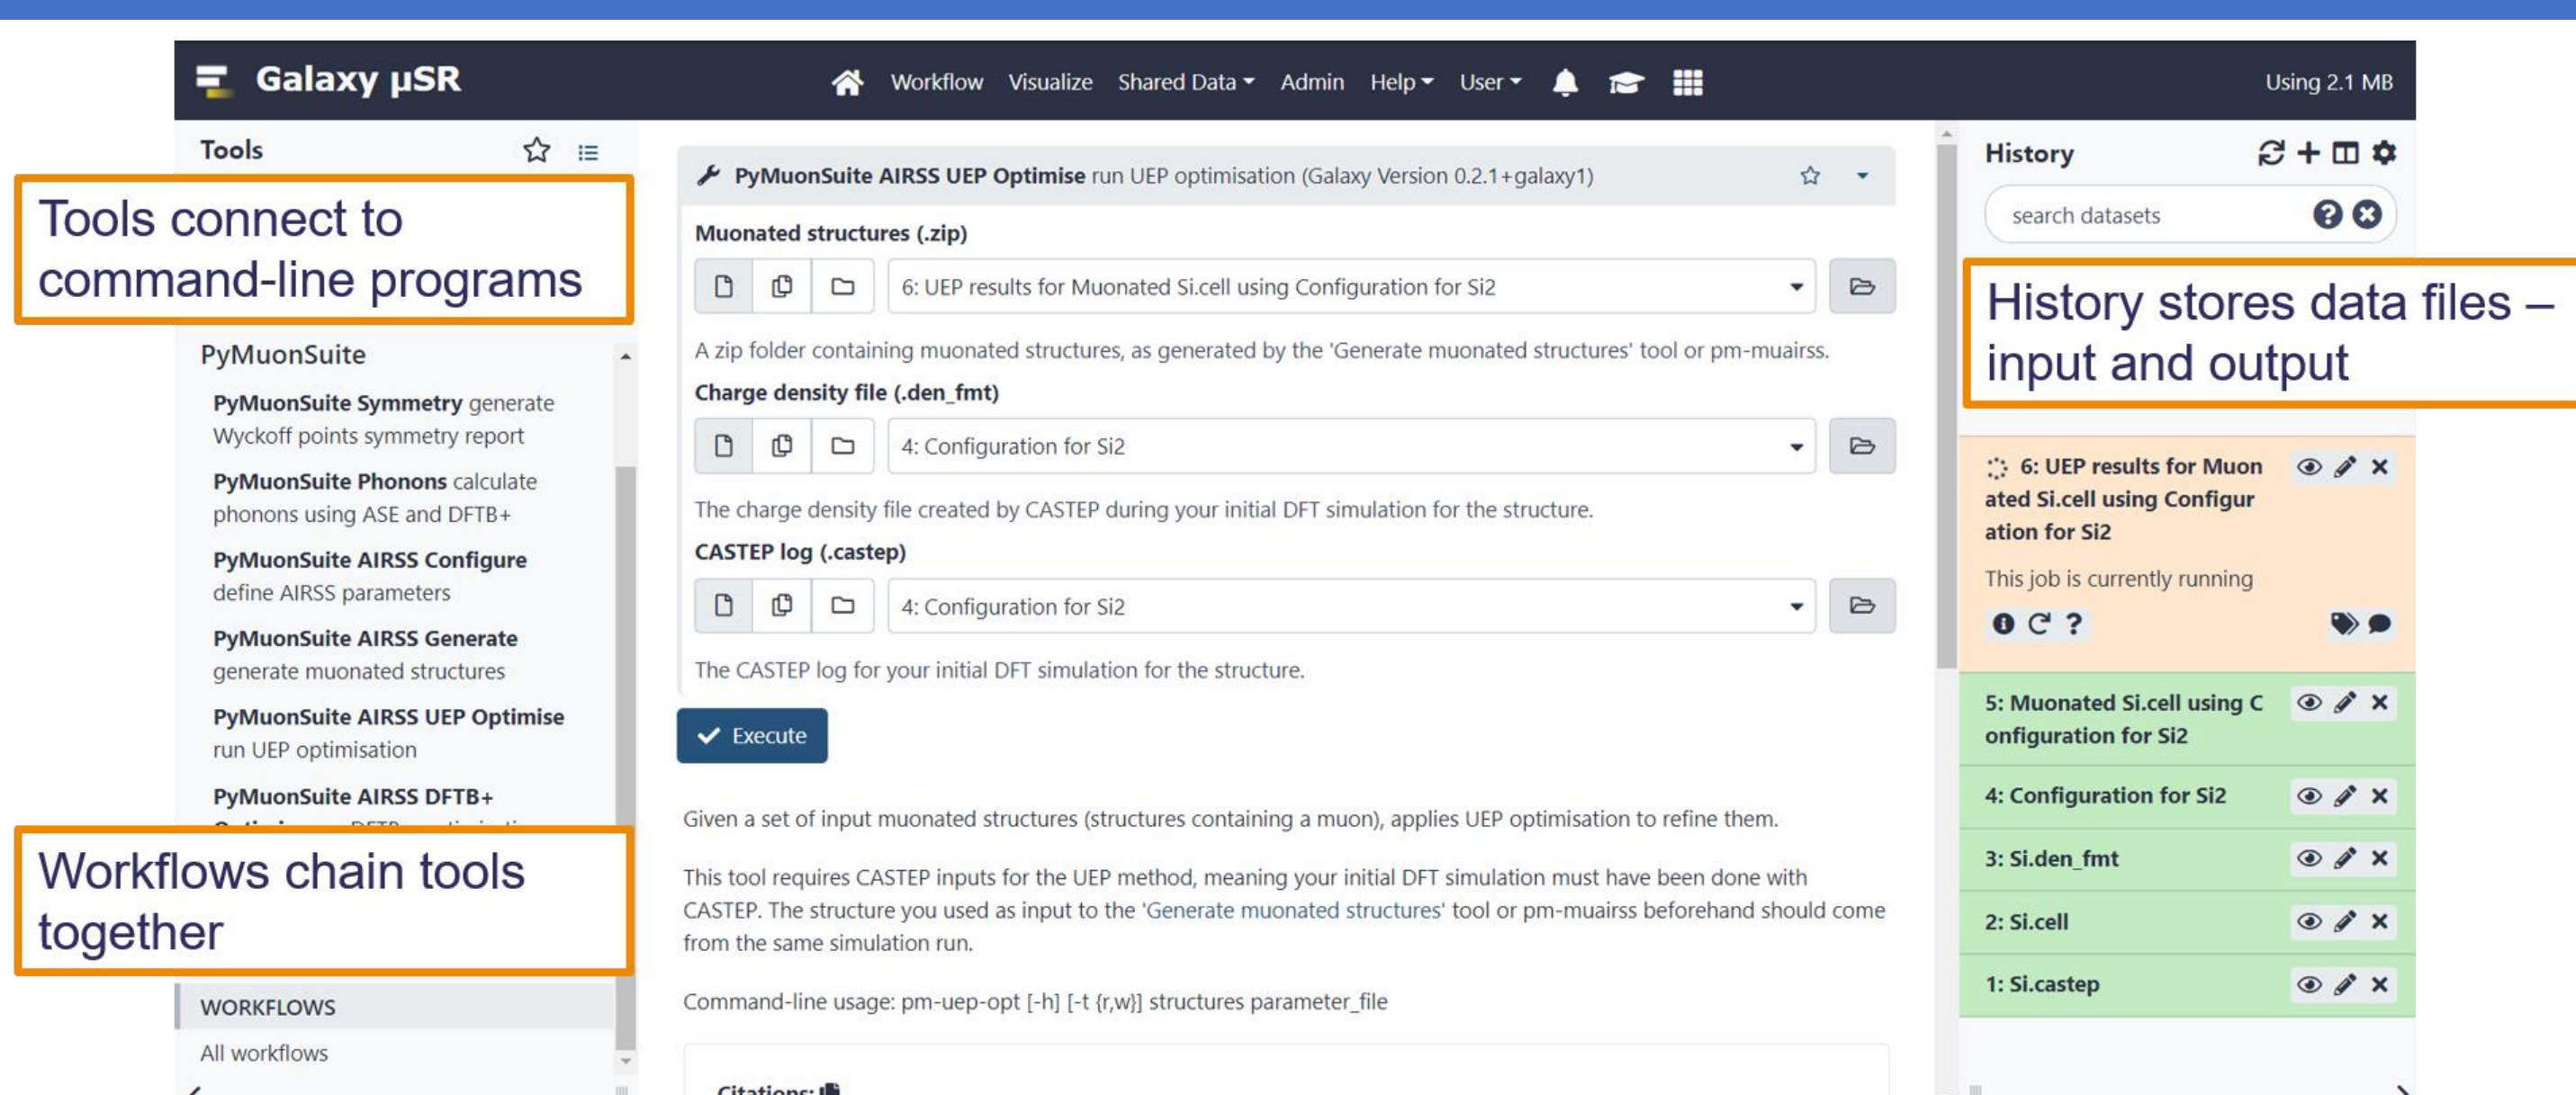 Galaxy µSR
Workflow Visualize Shared Data Admin Help User
Using 2.1 MB
Tools
Tools connect to
command-line programs
PyMuonSuite
PyMuonSuite Symmetry generate
Wyckoff points symmetry report
PyMuonSuite Phonons calculate
phonons using ASE and DFTB+
PyMuonSuite AIRSS Configure
define AIRSS parameters
PyMuonSuite AIRSS Generate
generate muonated structures
PyMuonSuite AIRSS UEP Optimise
run UEP optimisation
PyMuonSuite AIRSS DFTB+
Workflows chain tools
together
WORKFLOWS
All workflows
PyMuonSuite AIRSS UEP Optimise run UEP optimisation (Galaxy Version 0.2.1+galaxy1)
Muonated structures (.zip)
6: UEP results for Muonated Si.cell using Configuration for Si2
A zip folder containing muonated structures, as generated by the 'Generate muonated structures' tool or pm-muairss.
Charge density file (.den_fmt)
4: Configuration for Si2
The charge density file created by CASTEP during your initial DFT simulation for the structure.
CASTEP log (.castep)
4: Configuration for Si2
The CASTEP log for your initial DFT simulation for the structure.
Execute
Given a set of input muonated structures (structures containing a muon), applies UEP optimisation to refine them.
This tool requires CASTEP inputs for the UEP method, meaning your initial DFT simulation must have been done with
CASTEP. The structure you used as input to the 'Generate muonated structures' tool or pm-muairss beforehand should come
from the same simulation run.
Command-line usage: pm-uep-opt [-h] [-t {r,w}] structures parameter_file
Citations:
History
search datasets
History stores data files –
input and output
6: UEP results for Muon
ated Si.cell using Configur
ation for Si2
This job is currently running
5: Muonated Si.cell using C
onfiguration for Si2
4: Configuration for Si2
3: Si.den_fmt
2: Si.cell
1: Si.castep